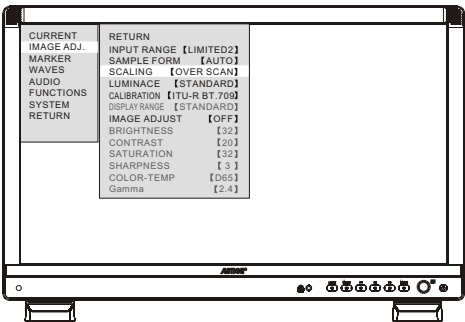 CURRENT
IMAGE ADJ.
MARKER
WAVES
AUDIO
FUNCTIONS
SYSTEM
RETURN
RETURN
INPUT RANGE【LIMITED2】
SAMPLE FORM 【AUTO】
SCALING 【OVER SCAN】
LUMINACE 【STANDARD】
CALIBRATION【ITU-R BT.709】
DISPLAY RANGE 【STANDARD】
IMAGE ADJUST 【OFF】
BRIGHTNESS 【32】
CONTRAST 【20】
SATURATION 【32】
SHARPNESS 【 3 】
COLOR-TEMP 【D65】
Gamma 【2.4】